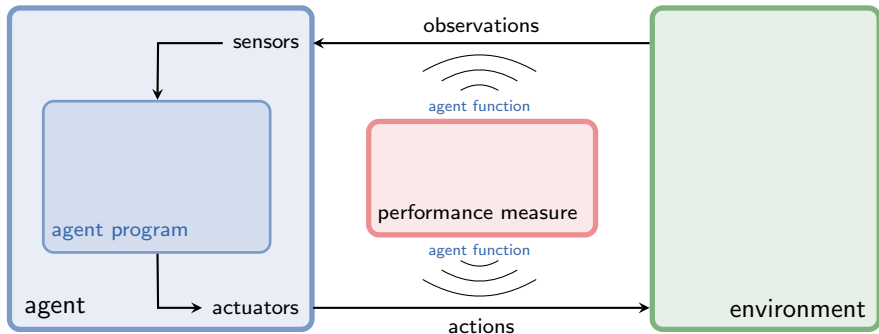 observations
sensors
agent function
performance measure
agent program
agent function
agent
actuators
actions
environment